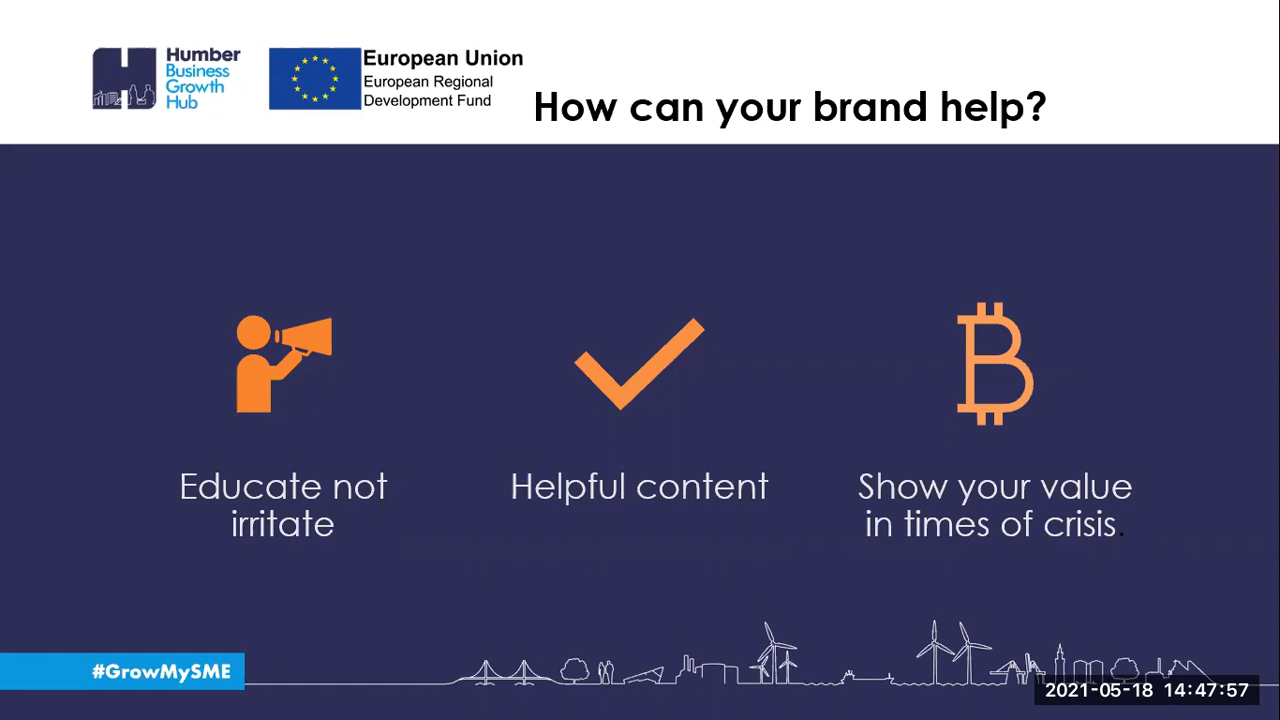 Humber
Business
Growth
Hub
European Union
European Regional
Development Fund
How can your brand help?
Educate not
irritate
Helpful content
Show your value
in times of crisis.
#GrowMySME
2021-05-18 14:47:57